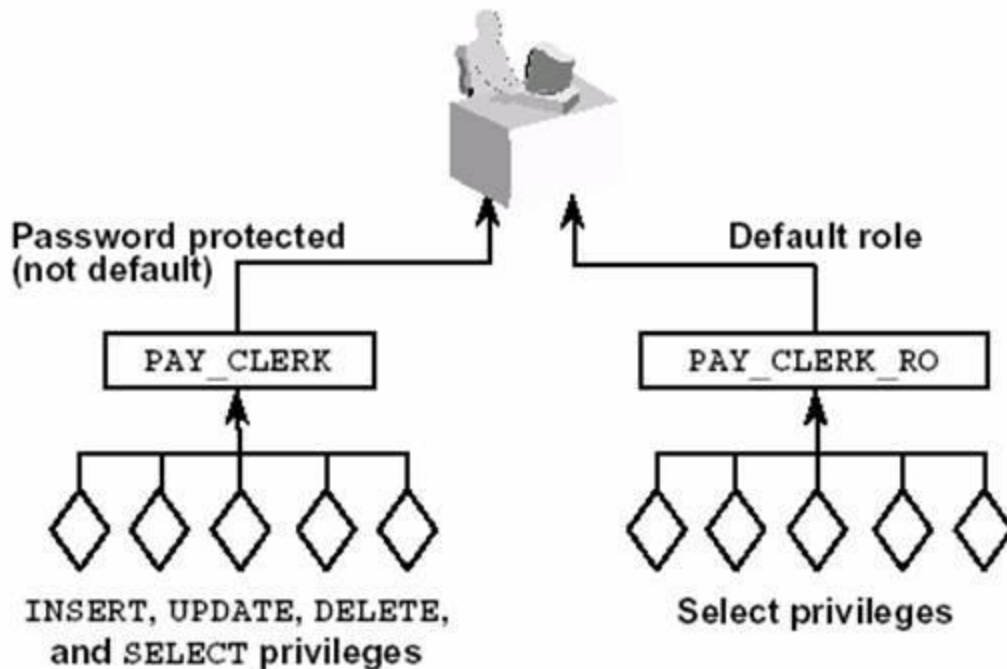 Password protected
(not default)
Default role
PAY_CLERK
PAY_CLERK_RO
INSERT, UPDATE, DELETE,
and SELECT privileges
Select privileges